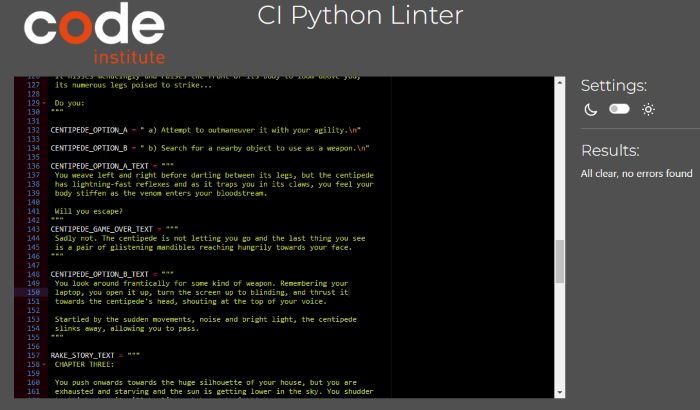 code
institute
CI Python Linter
127 its numerous legs poised to strike...
128
129 Do you:
130 """
131
132 CENTIPEDE_OPTION_A = " a) Attempt to outmaneuver it with your agility.\n"
133
134 CENTIPEDE_OPTION_B = " b) Search for a nearby object to use as a weapon.\n"
135
136 CENTIPEDE_OPTION_A_TEXT = """
137 You weave left and right before darting between its legs, but the centipede
138 has lightning-fast reflexes and as it traps you in its claws, you feel your
139 body stiffen as the venom enters your bloodstream.
140
141 Will you escape?
142 """
143 CENTIPEDE_GAME_OVER_TEXT = """
144 Sadly not. The centipede is not letting you go and the last thing you see
145 is a pair of glistening mandibles reaching hungrily towards your face.
146 """
147
148 CENTIPEDE_OPTION_B_TEXT = """
149 You look around frantically for some kind of weapon. Remembering your
150 laptop, you open it up, turn the screen up to blinding, and thrust it
151 towards the centipede's head, shouting at the top of your voice.
152
153 Startled by the sudden movements, noise and bright light, the centipede
154 slinks away, allowing you to pass.
155 """
156
157 RAKE_STORY_TEXT = """
158 CHAPTER THREE:
159
160 You push onwards towards the huge silhouette of your house, but you are
161 exhausted and starving and the sun is getting lower in the sky. You shudder
Settings:
Results:
All clear, no errors found